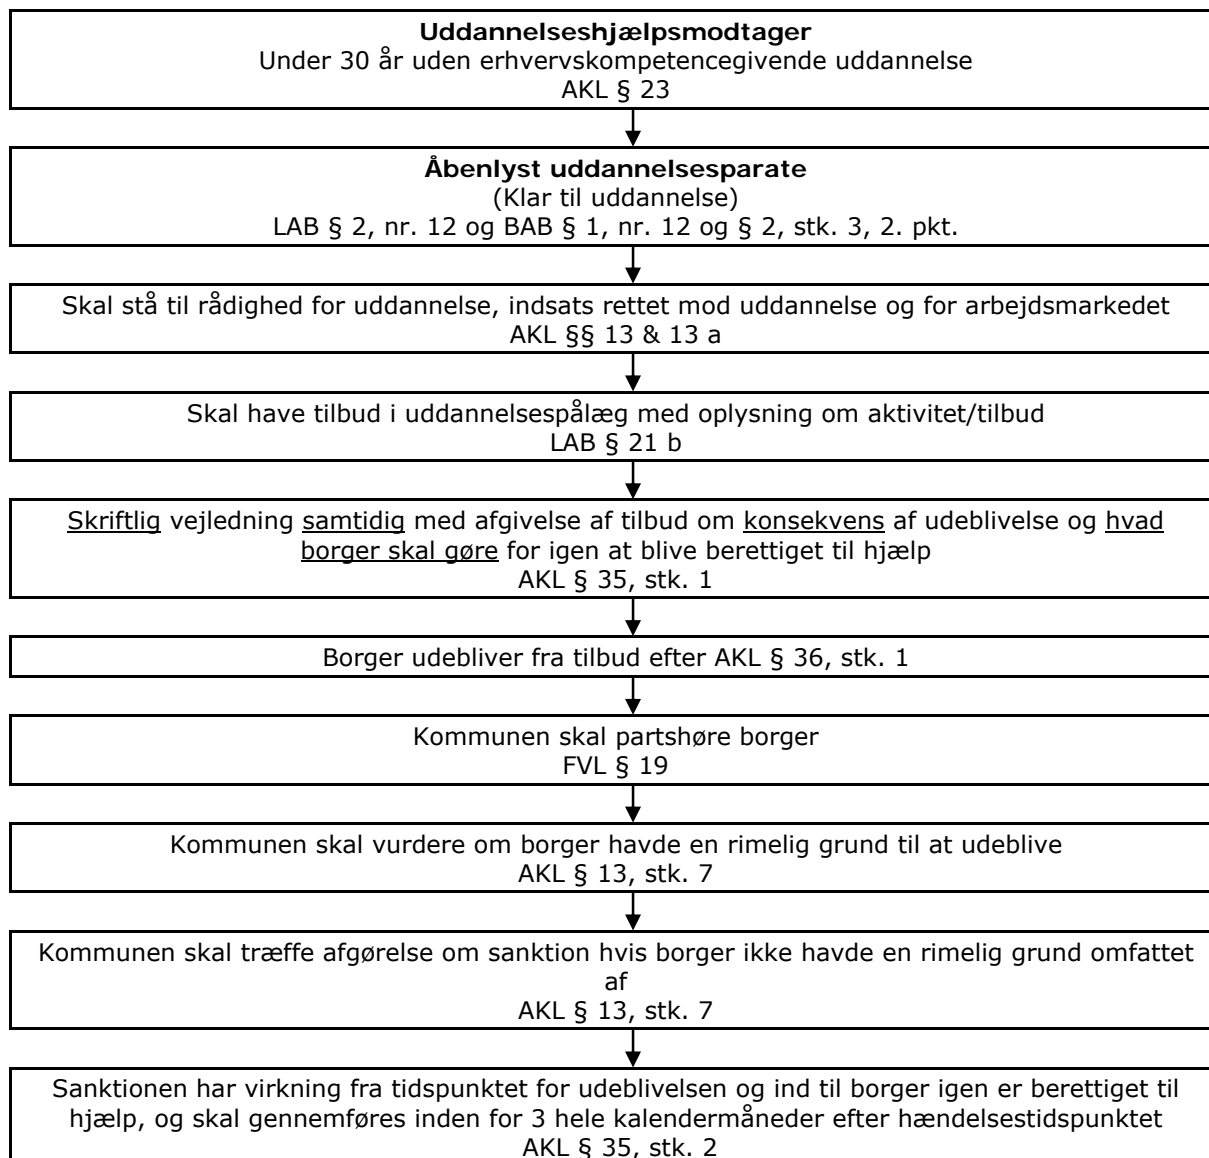 Uddannelseshjælpsmodtager
Under 30 år uden erhvervskompetencegivende uddannelse
AKL § 23
Åbenlyst uddannelsesparate
(Klar til uddannelse)
LAB § 2, nr. 12 og BAB § 1, nr. 12 og § 2, stk. 3, 2. pkt.
Skal stå til rådighed for uddannelse, indsats rettet mod uddannelse og for arbejdsmarkedet
AKL §§ 13 & 13 a
Skal have tilbud i uddannelsespålæg med oplysning om aktivitet/tilbud
LAB § 21 b
Skriftlig vejledning samtidig med afgivelse af tilbud om konsekvens af udeblivelse og hvad
borger skal gøre for igen at blive berettiget til hjælp
AKL § 35, stk. 1
Borger udebliver fra tilbud efter AKL § 36, stk. 1
Kommunen skal partshøre borger
FVL § 19
Kommunen skal vurdere om borger havde en rimelig grund til at udeblive
AKL § 13, stk. 7
Kommunen skal træffe afgørelse om sanktion hvis borger ikke havde en rimelig grund omfattet
af
AKL § 13, stk. 7
Sanktionen har virkning fra tidspunktet for udeblivelsen og ind til borger igen er berettiget til
hjælp, og skal gennemføres inden for 3 hele kalendermåneder efter hændelsestidspunktet
AKL § 35, stk. 2